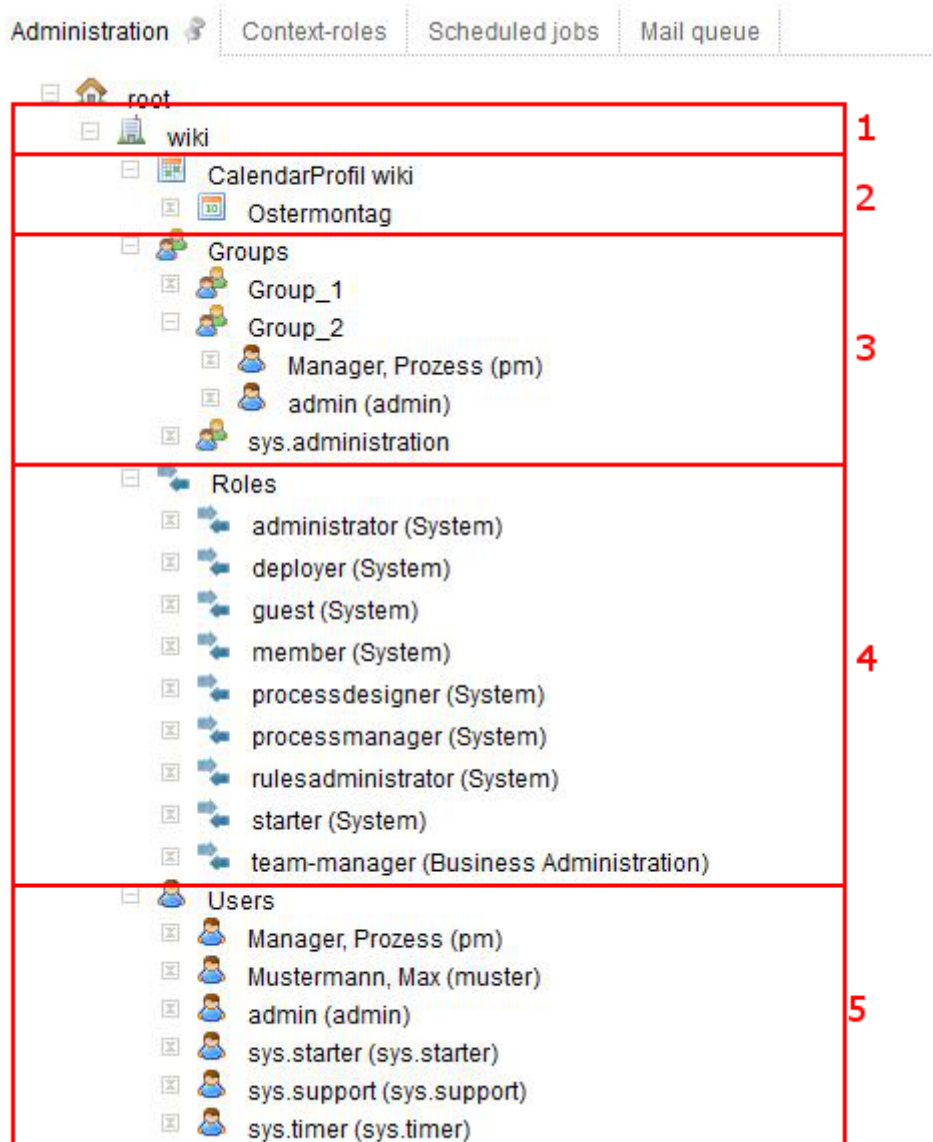 Administration Context-roles Scheduled jobs Mail queue
root
wiki 1
CalendarProfil wiki
2
10 Ostermontag
Groups
Group_1
Group_2
3
Manager, Prozess (pm)
admin (admin)
sys.administration
Roles
administrator (System)
deployer (System)
guest (System)
member (System) 4
processdesigner (System)
processmanager (System)
rulesadministrator (System)
starter (System)
team-manager (Business Administration)
Users
Manager, Prozess (pm)
Mustermann, Max (muster)
admin (admin) 5
sys.starter (sys.starter)
sys.support (sys.support)
sys.timer (sys.timer)